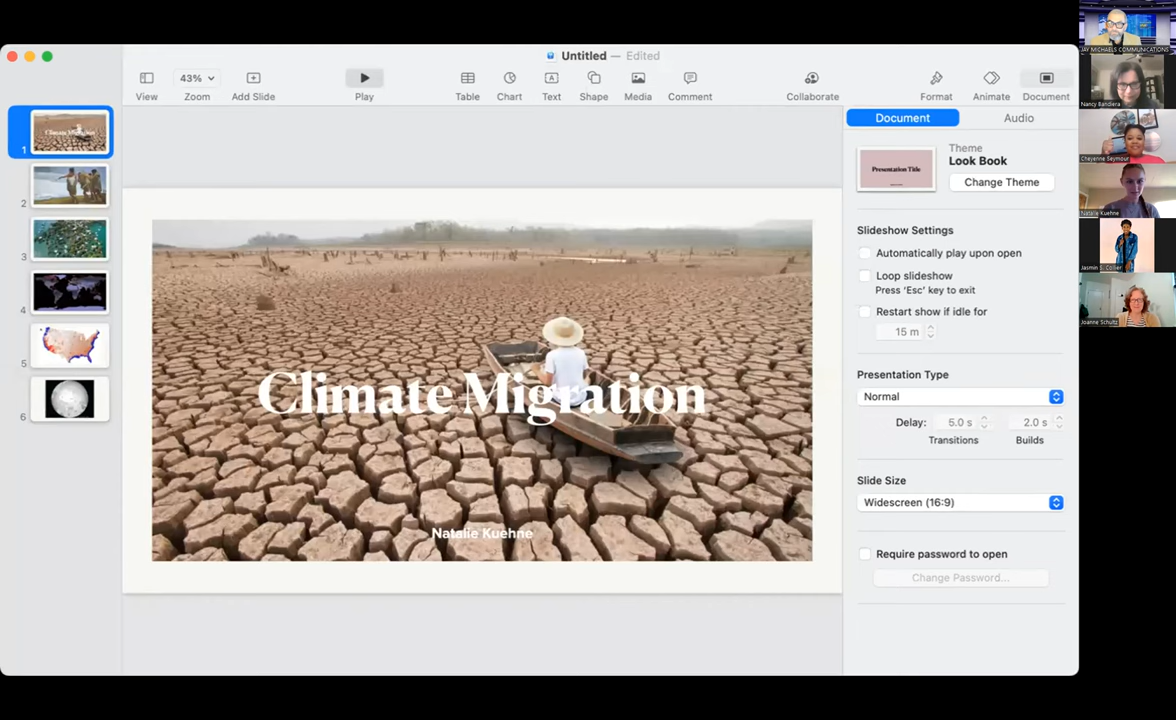 Untitled — Edited
View
43%
Zoom
Add Slide
Play
Table
Chart
Text
Shape
Media
Comment
Collaborate
Format
Animate
Document
1
2
3
4
5
6
Climate Migration
Climate Migration
Natalie Kuehne
Document
Audio
Presentation Title
Theme
Look Book
Change Theme
Slideshow Settings
Automatically play upon open
Loop slideshow
Press ‘Esc’ key to exit
Restart show if idle for
15 m
Presentation Type
Normal
Delay: 5.0 s 2.0 s
Transitions Builds
Slide Size
Widescreen (16:9)
Require password to open
Change Password...
JAY MICHAELS COMMUNICATIONS
Nancy Bandiera
Cheyenne Seymour
Natalie Kuehne
Jasmin S. Collier
Joanne Schultz